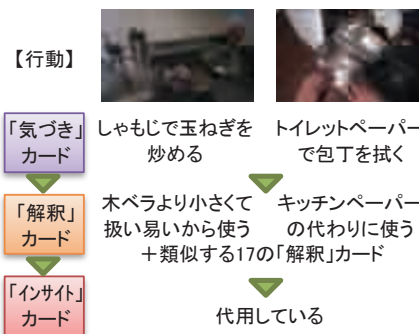 【行動】
「気づき」
カード
しゃもじで玉ねぎを
炒める
トイレットペーパー
で包丁を拭く
「解釈」
カード
木ベラより小さくて
扱い易いから使う
キッチンペーパー
の代わりに使う
＋類似する17の「解釈」カード
「インサイト」
カード
代用している